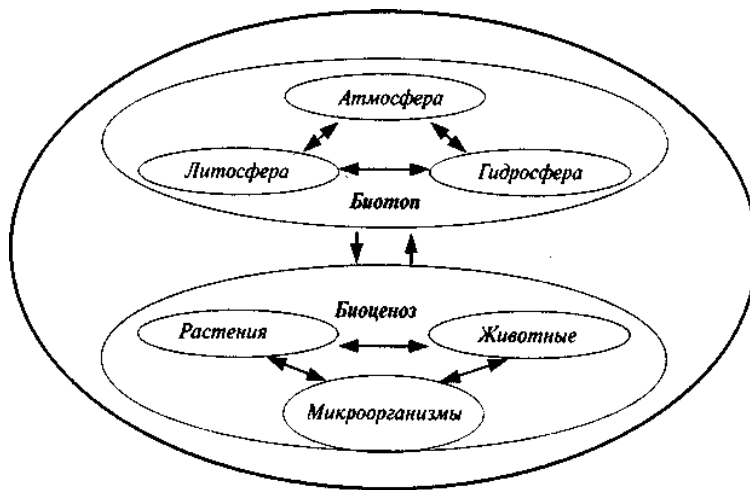 Атмосфера
Литосфера
Гидросфера
Биотоп
Биоценоз
Растения
Животные
Микроорганизмы